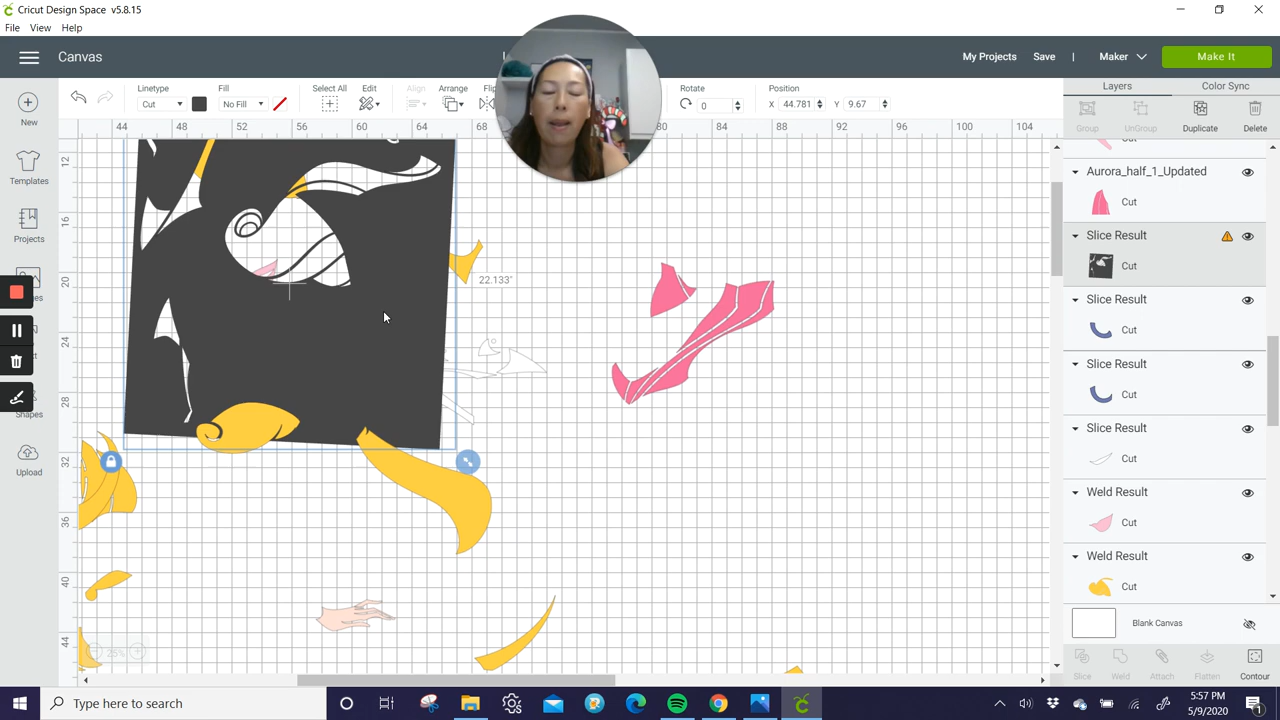 Cricut Design Space v5.8.15
File View Help
Canvas
My Projects Save | Maker Make It
Linetype Fill Select All Edit Align Arrange Flip Rotate Position
Cut No Fill 0 X 44.781 Y 9.67
Layers Color Sync
Group UnGroup Duplicate Delete
44 48 52 56 60 64 68 80 84 88 92 96 100 104
12
16
20
24
28
32
36
40
44
New
Templates
Projects
Shapes
Upload
22.133"
25%
Aurora_half_1_Updated
Cut
Slice Result
Cut
Slice Result
Cut
Slice Result
Cut
Slice Result
Cut
Weld Result
Cut
Weld Result
Cut
Blank Canvas
Slice Weld Attach Flatten Contour
Type here to search
5:57 PM
5/9/2020